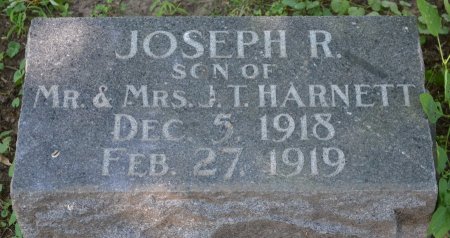 JOSEPH R.
SON OF
MR. & MRS. J. T. HARNETT
DEC. 5 1918
FEB. 27. 1919